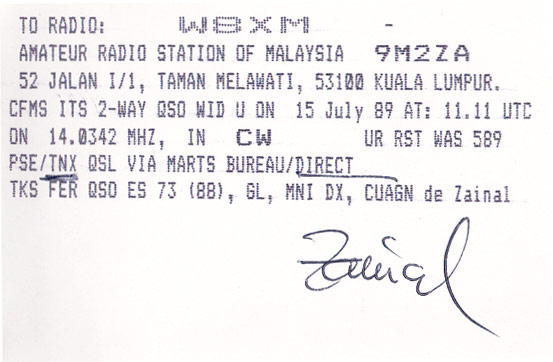 TO RADIO: W8XM -
AMATEUR RADIO STATION OF MALAYSIA 9M2ZA
52 JALAN I/1, TAMAN MELAWATI, 53100 KUALA LUMPUR.
CFMS ITS 2-WAY QSO WID U ON 15 July 89 AT: 11.11 UTC
ON 14.0342 MHZ, IN CW UR RST WAS 589
PSE/TNX QSL VIA MARTS BUREAU/DIRECT
TKS FER QSO ES 73 (88), GL, MNI DX, CUAGN de Zainal
Zainal